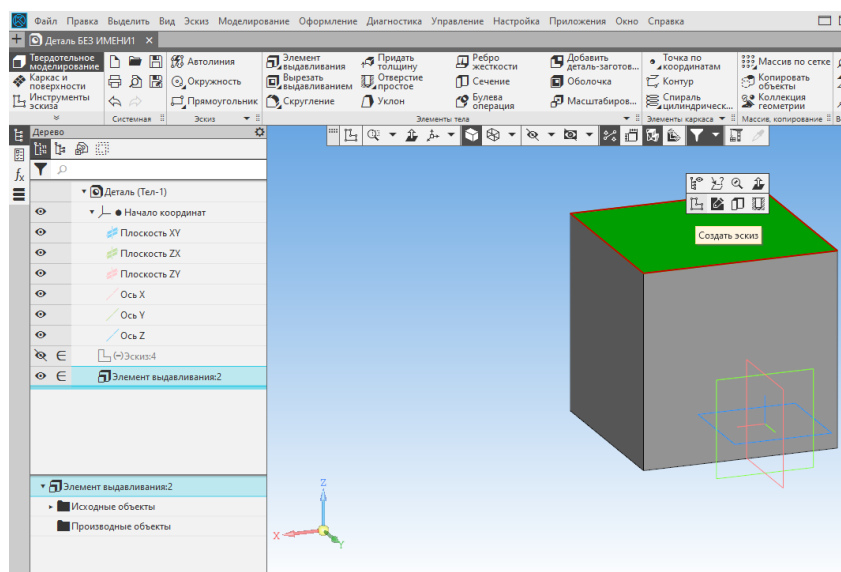 Файл Правка Выделить Вид Эскиз Моделирование Оформление Диагностика Управление Настройка Приложения Окно Справка
Деталь БЕЗ ИМЕНИ1
Твердотельное моделирование
Каркас и поверхности
Инструменты эскиза
Системная
Автолиния
Окружность
Прямоугольник
Эскиз
Элемент выдавливания
Вырезать выдавливанием
Скругление
Придать толщину
Отверстие простое
Уклон
Ребро жесткости
Сечение
Булева операция
Добавить деталь-заготов...
Оболочка
Масштабиров...
Элементы тела
Точка по координатам
Контур
Спираль цилиндрическ...
Элементы каркаса
Массив по сетке
Копировать объекты
Коллекция геометрии
Массив, копирование
Дерево
Деталь (Тел-1)
Начало координат
Плоскость XY
Плоскость ZX
Плоскость ZY
Ось X
Ось Y
Ось Z
(-)Эскиз:4
Элемент выдавливания:2
Элемент выдавливания:2
Исходные объекты
Производные объекты
Создать эскиз
Z
X
Y